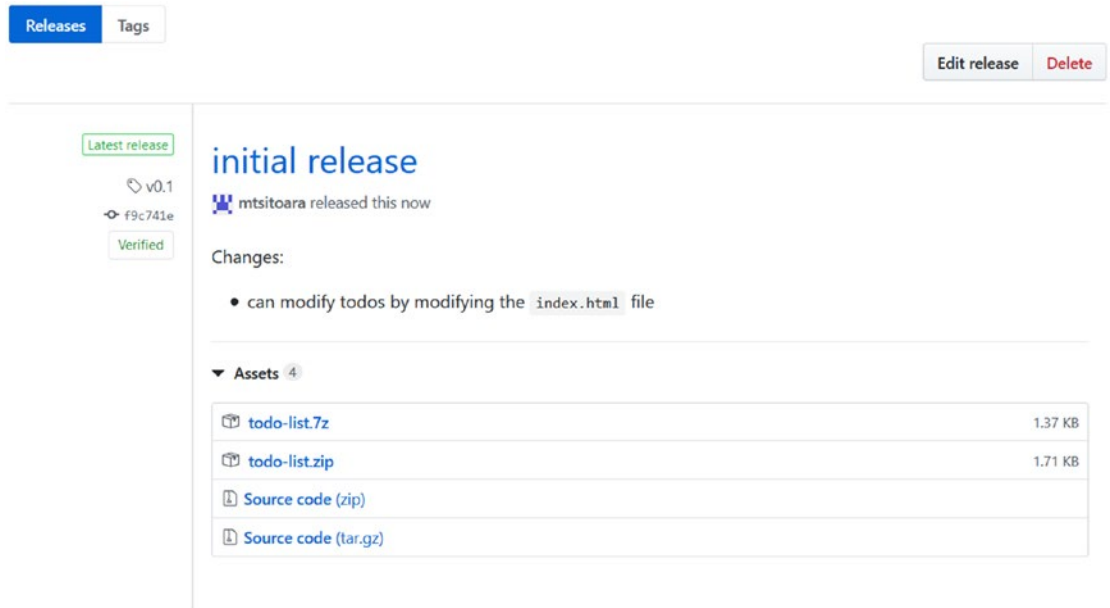 Releases Tags
Edit release Delete
Latest release
v0.1
f9c741e
Verified
initial release
mtsitoara released this now
Changes:
• can modify todos by modifying the index.html file
Assets 4
todo-list.7z 1.37 KB
todo-list.zip 1.71 KB
Source code (zip)
Source code (tar.gz)